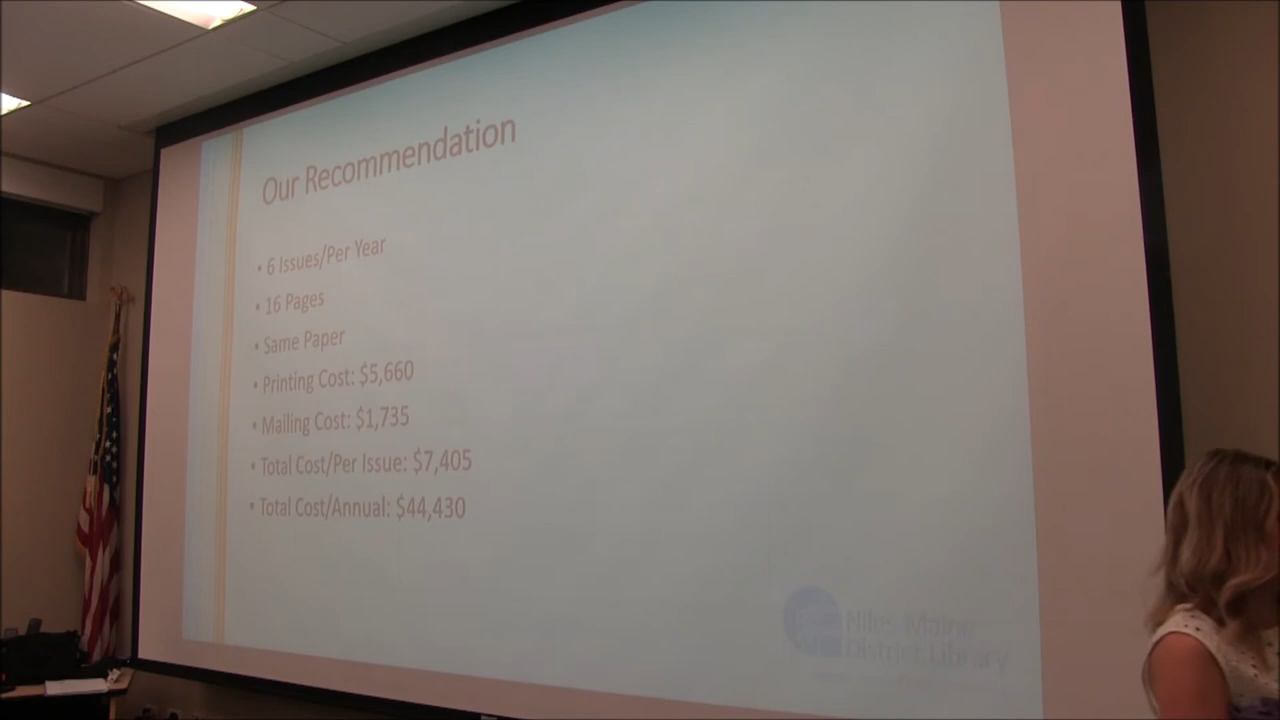 Our Recommendation
• 6 Issues/Per Year
• 16 Pages
• Same Paper
• Printing Cost: $5,660
• Mailing Cost: $1,735
• Total Cost/Per Issue: $7,405
• Total Cost/Annual: $44,430
Niles-Maine
District Library